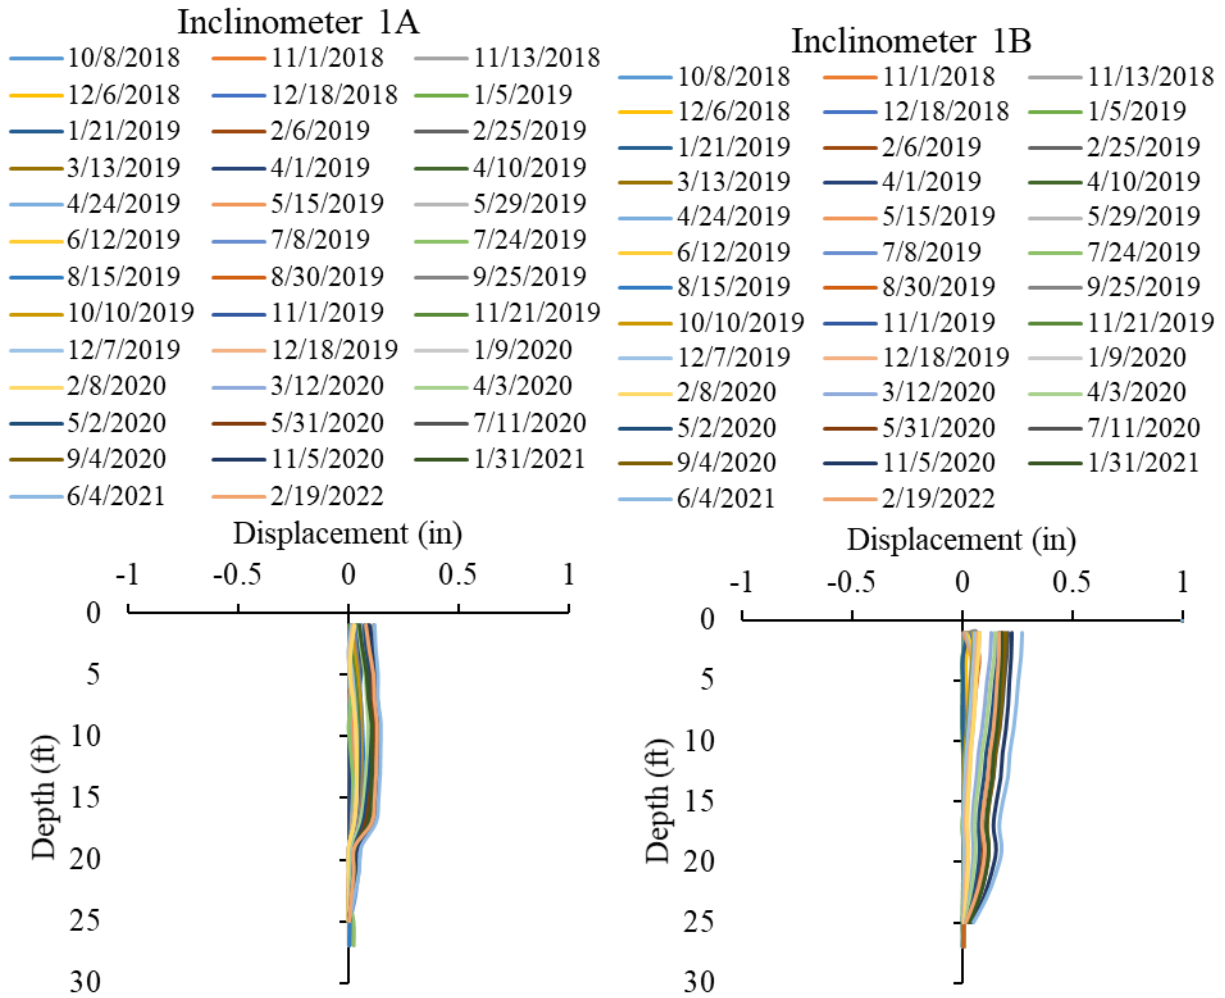 Inclinometer 1A
10/8/2018 11/1/2018 11/13/2018
12/6/2018 12/18/2018 1/5/2019
1/21/2019 2/6/2019 2/25/2019
3/13/2019 4/1/2019 4/10/2019
4/24/2019 5/15/2019 5/29/2019
6/12/2019 7/8/2019 7/24/2019
8/15/2019 8/30/2019 9/25/2019
10/10/2019 11/1/2019 11/21/2019
12/7/2019 12/18/2019 1/9/2020
2/8/2020 3/12/2020 4/3/2020
5/2/2020 5/31/2020 7/11/2020
9/4/2020 11/5/2020 1/31/2021
6/4/2021 2/19/2022
Displacement (in)
-1 -0.5 0 0.5 1
0
5
10
15
20
25
30
Depth (ft)
Inclinometer 1B
10/8/2018 11/1/2018 11/13/2018
12/6/2018 12/18/2018 1/5/2019
1/21/2019 2/6/2019 2/25/2019
3/13/2019 4/1/2019 4/10/2019
4/24/2019 5/15/2019 5/29/2019
6/12/2019 7/8/2019 7/24/2019
8/15/2019 8/30/2019 9/25/2019
10/10/2019 11/1/2019 11/21/2019
12/7/2019 12/18/2019 1/9/2020
2/8/2020 3/12/2020 4/3/2020
5/2/2020 5/31/2020 7/11/2020
9/4/2020 11/5/2020 1/31/2021
6/4/2021 2/19/2022
Displacement (in)
-1 -0.5 0 0.5 1
0
5
10
15
20
25
30
Depth (ft)